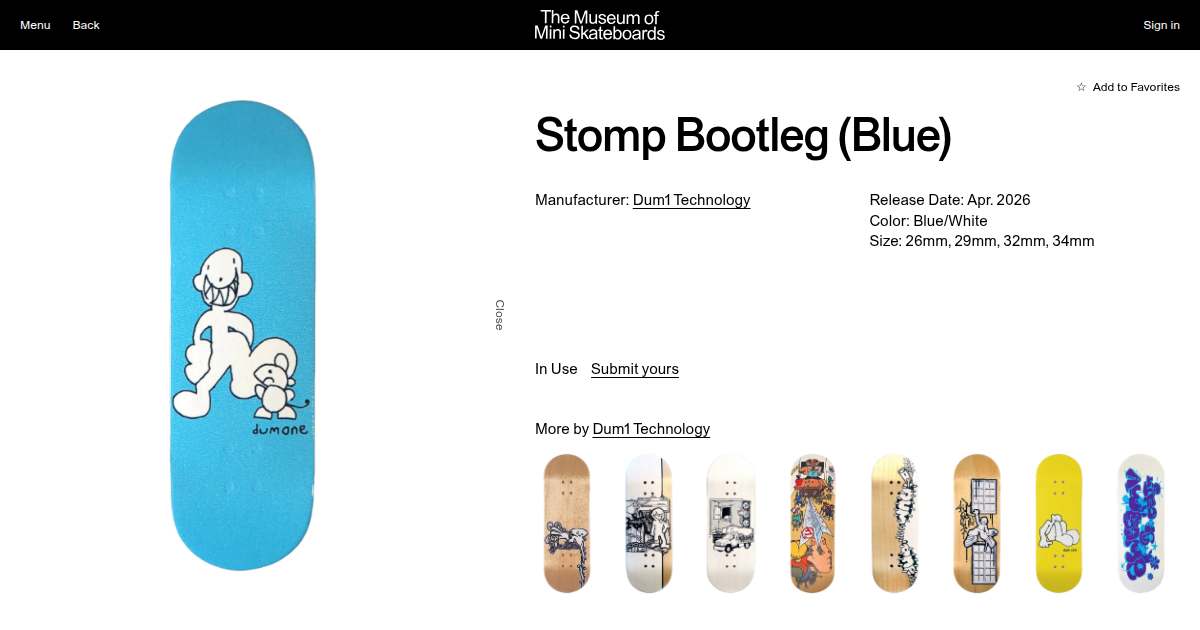 Menu
Back
The Museum of
Mini Skateboards
Sign in
☆ Add to Favorites
Stomp Bootleg (Blue)
Manufacturer: Dum1 Technology
Release Date: Apr. 2026
Color: Blue/White
Size: 26mm, 29mm, 32mm, 34mm
dumone
Close
In Use
Submit yours
More by Dum1 Technology